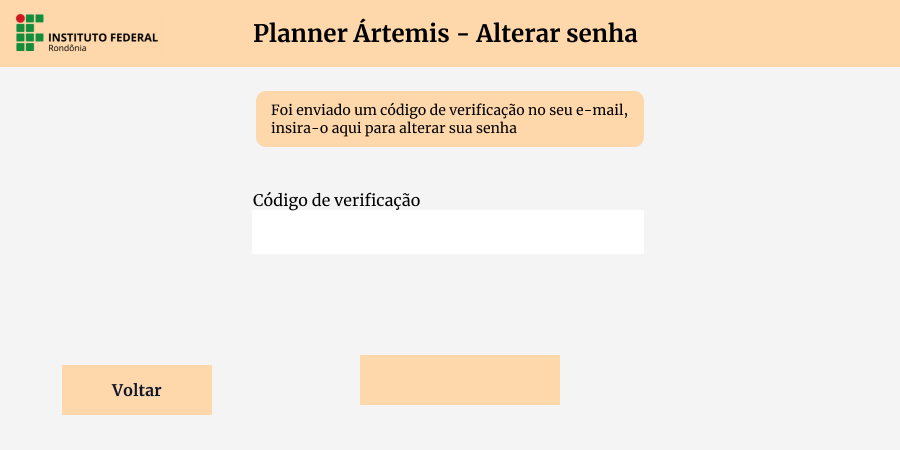 INSTITUTO FEDERAL
Rondônia
Planner Ártemis - Alterar senha
Foi enviado um código de verificação no seu e-mail,
insira-o aqui para alterar sua senha
Código de verificação
Voltar